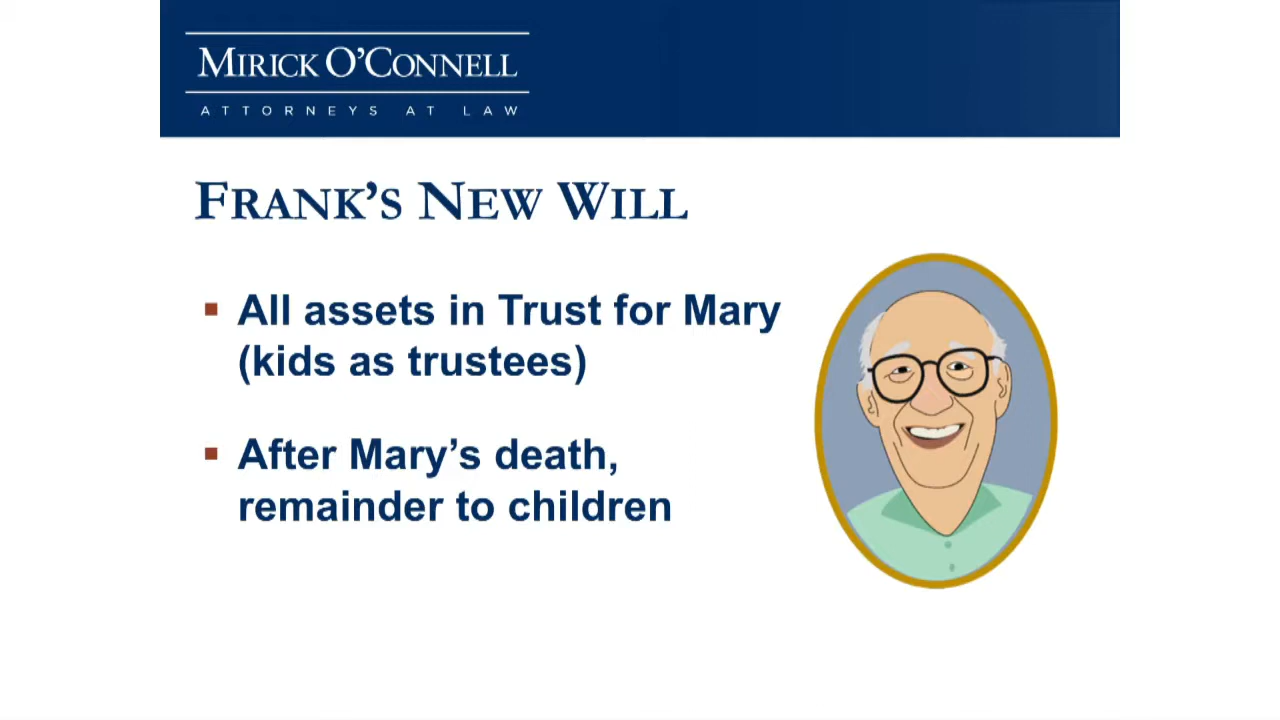 MIRICK O'CONNELL
ATTORNEYS AT LAW
FRANK'S NEW WILL
▪ All assets in Trust for Mary
(kids as trustees)
▪ After Mary's death,
remainder to children